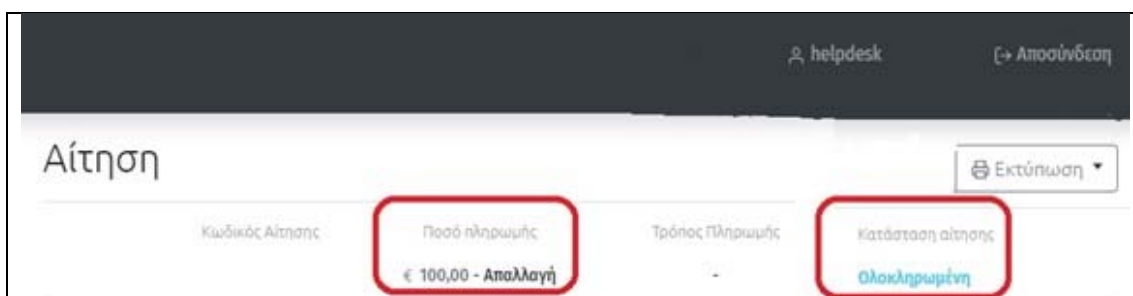 helpdesk Αποσύνδεση
Αίτηση
Εκτύπωση
Κωδικός Αίτησης Ποσό πληρωμής Τρόπος Πληρωμής Κατάσταση αίτησης
€ 100,00 - Απαλλαγή - Ολοκληρωμένη